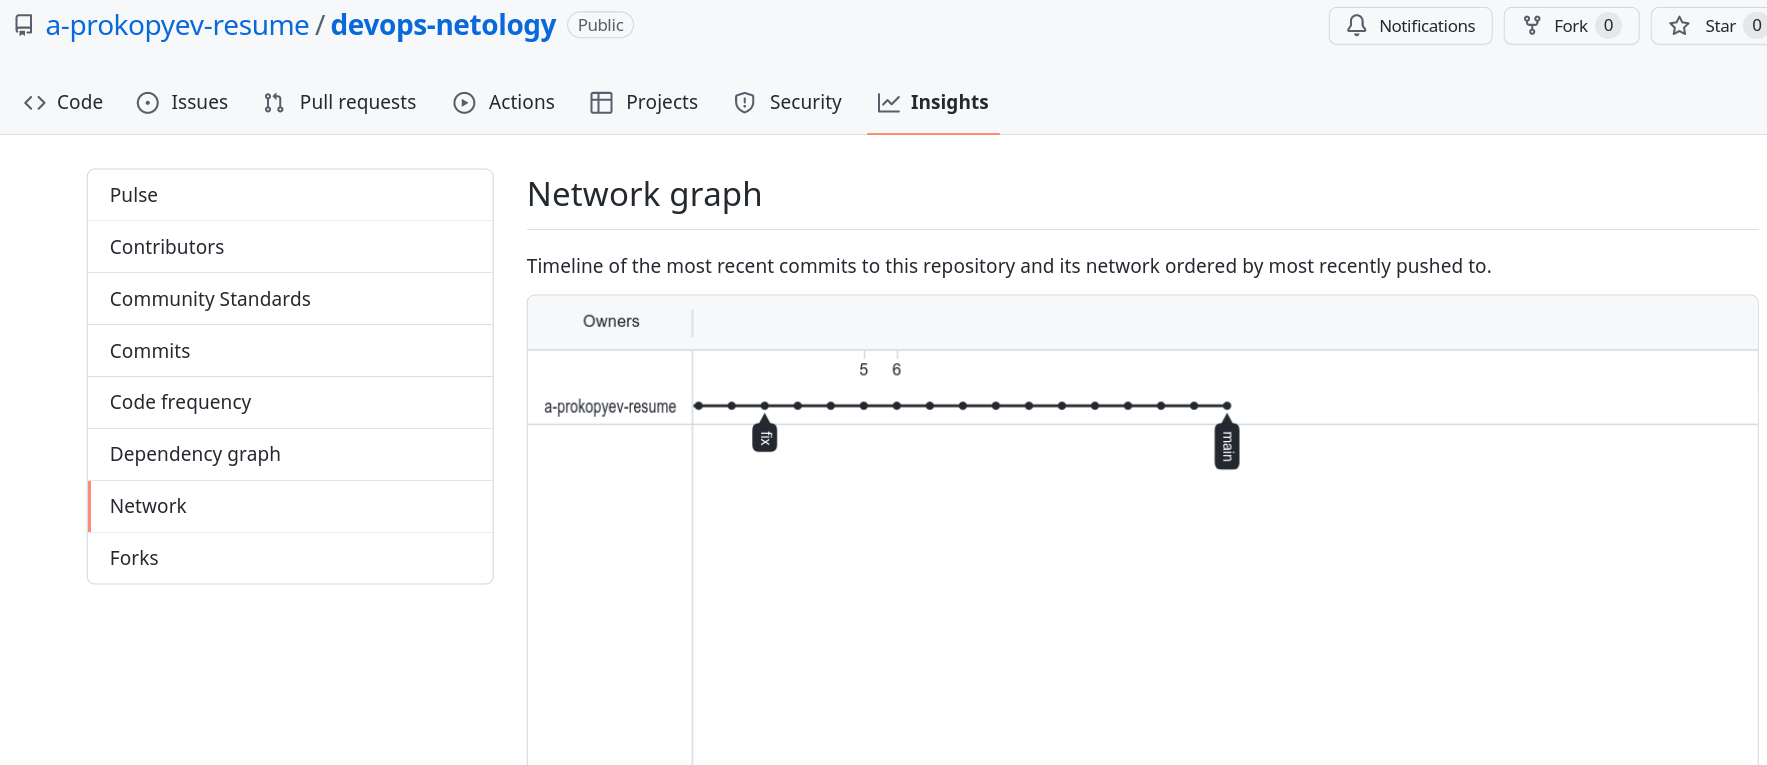 a-prokopyev-resume / devops-netology Public Notifications Fork 0 Star 0
Code Issues Pull requests Actions Projects Security Insights
Pulse
Contributors
Community Standards
Commits
Code frequency
Dependency graph
Network
Forks
Network graph
Timeline of the most recent commits to this repository and its network ordered by most recently pushed to.
Owners
5 6
a-prokopyev-resume
fix
main